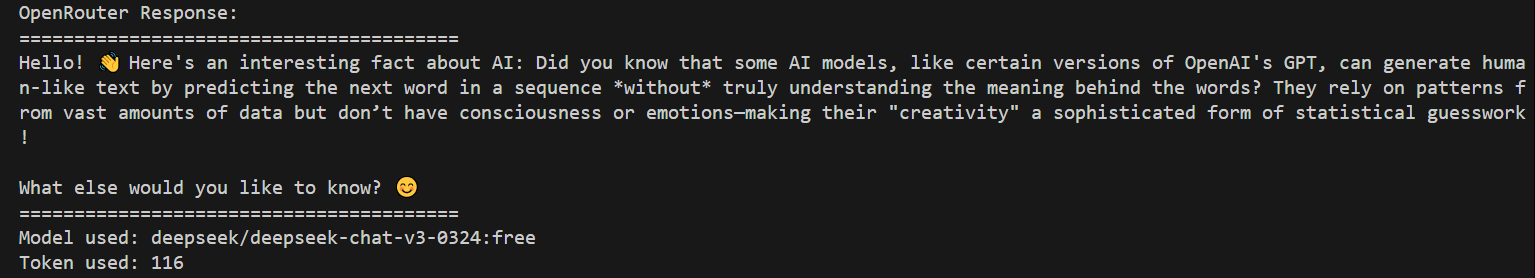 OpenRouter Response:
========================================
Hello! 👋 Here's an interesting fact about AI: Did you know that some AI models, like certain versions of OpenAI's GPT, can generate huma
n-like text by predicting the next word in a sequence *without* truly understanding the meaning behind the words? They rely on patterns f
rom vast amounts of data but don’t have consciousness or emotions—making their "creativity" a sophisticated form of statistical guesswork
!
What else would you like to know? 😊
========================================
Model used: deepseek/deepseek-chat-v3-0324:free
Token used: 116